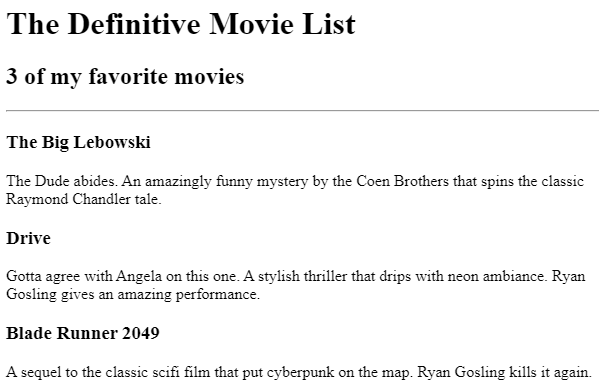 The Definitive Movie List
3 of my favorite movies
The Big Lebowski
The Dude abides. An amazingly funny mystery by the Coen Brothers that spins the classic
Raymond Chandler tale.
Drive
Gotta agree with Angela on this one. A stylish thriller that drips with neon ambiance. Ryan
Gosling gives an amazing performance.
Blade Runner 2049
A sequel to the classic scifi film that put cyberpunk on the map. Ryan Gosling kills it again.